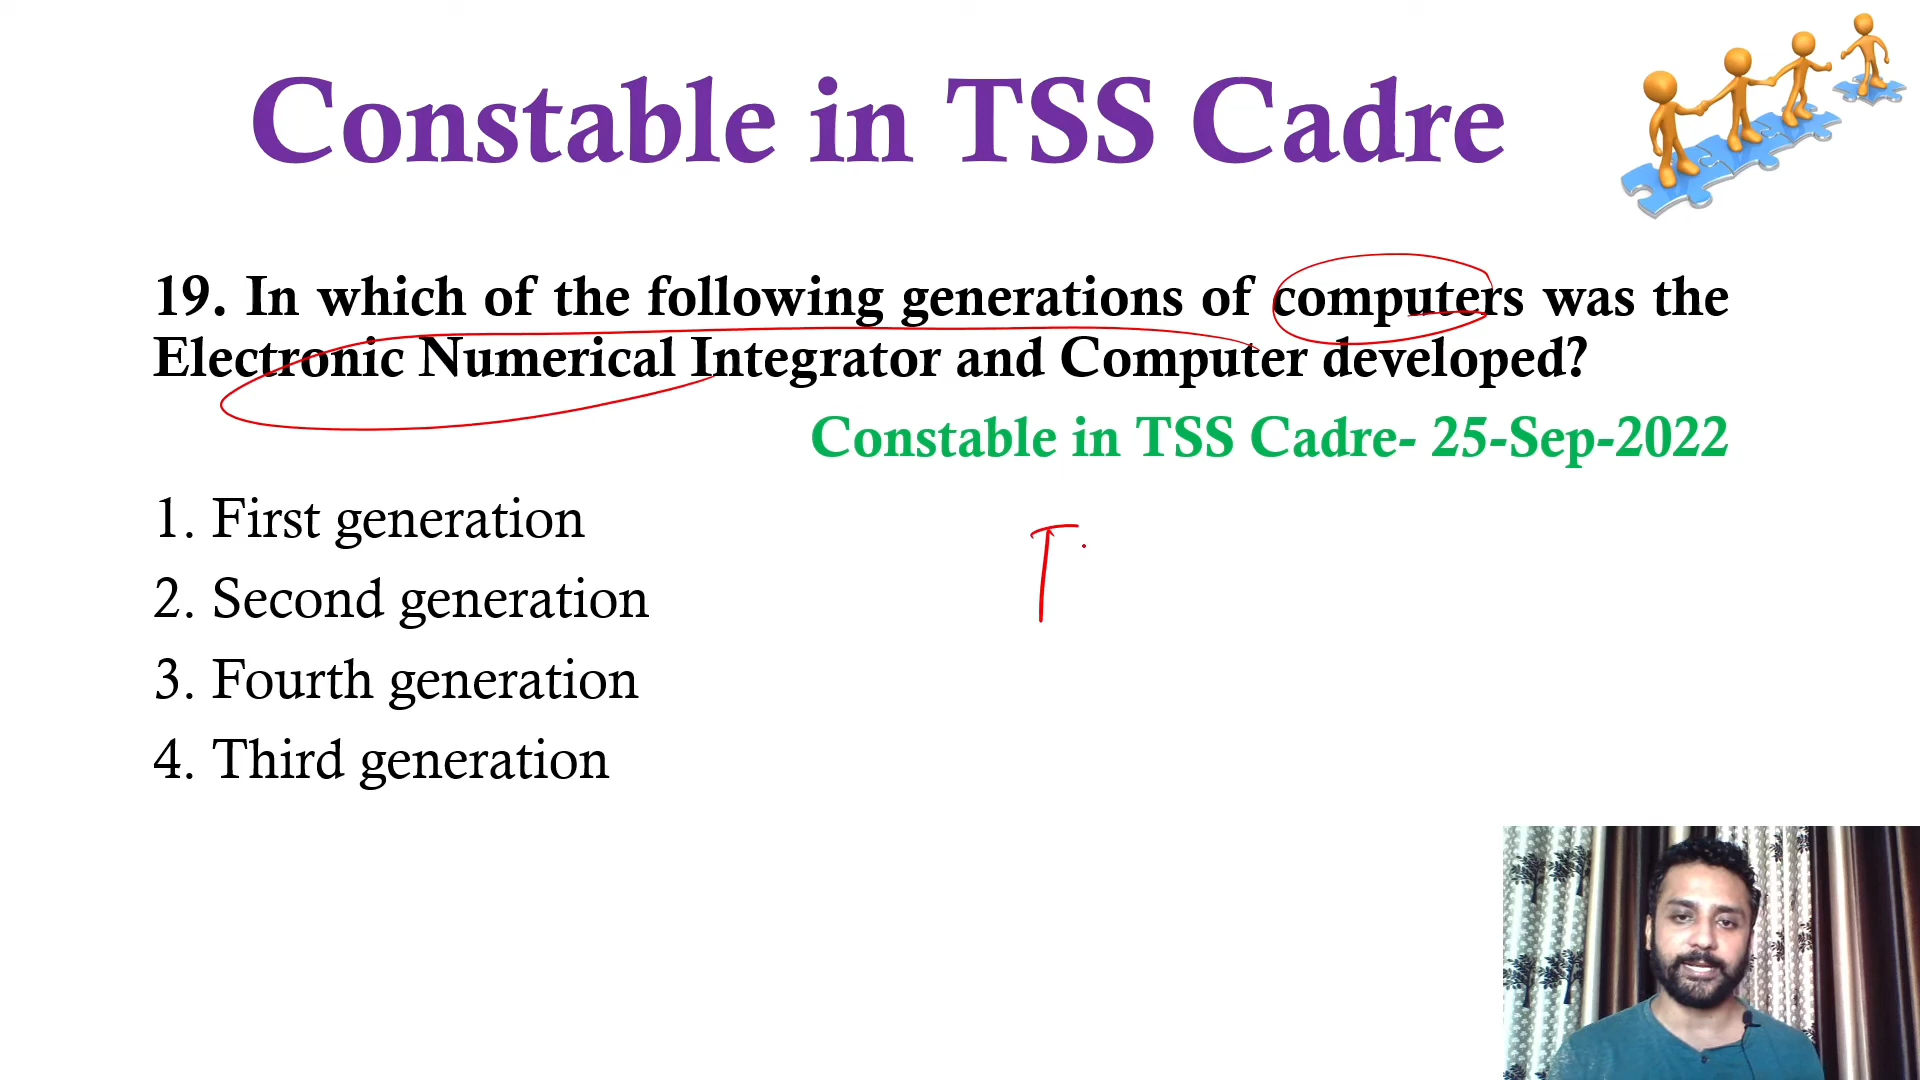 Constable in TSS Cadre
19. In which of the following generations of computers was the
Electronic Numerical Integrator and Computer developed?
Constable in TSS Cadre- 25-Sep-2022
1. First generation
2. Second generation
3. Fourth generation
4. Third generation